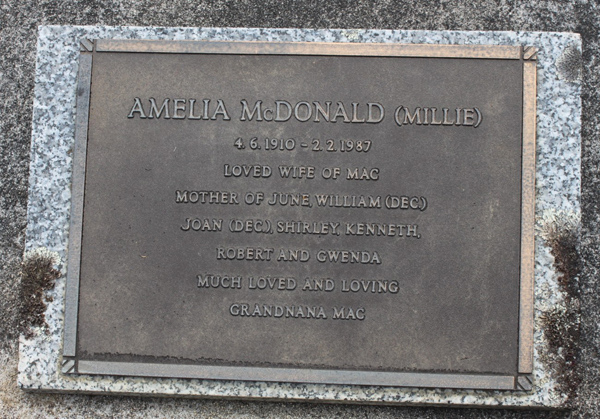 AMELIA McDONALD (MILLIE)
4.6.1910 - 2.2.1987
LOVED WIFE OF MAC
MOTHER OF JUNE, WILLIAM (DEC)
JOAN (DEC), SHIRLEY, KENNETH,
ROBERT AND GWENDA
MUCH LOVED AND LOVING
GRANDNANA MAC